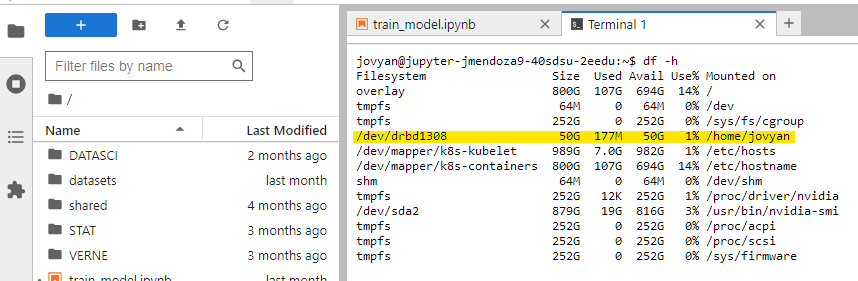 Filter files by name
/
Name Last Modified
DATASCI 2 months ago
datasets last month
shared 4 months ago
STAT 3 months ago
VERNE 3 months ago
train_model.ipynb last month
train_model.ipynb Terminal 1
jovyan@jupyter-jmendoza9-40sdsu-2eedu:~$ df -h
Filesystem Size Used Avail Use% Mounted on
overlay 800G 107G 694G 14% /
tmpfs 64M 0 64M 0% /dev
tmpfs 252G 0 252G 0% /sys/fs/cgroup
/dev/drbd1308 50G 177M 50G 1% /home/jovyan
/dev/mapper/k8s-kubelet 989G 7.0G 982G 1% /etc/hosts
/dev/mapper/k8s-containers 800G 107G 694G 14% /etc/hostname
shm 64M 0 64M 0% /dev/shm
tmpfs 252G 12K 252G 1% /proc/driver/nvidia
/dev/sda2 879G 19G 816G 3% /usr/bin/nvidia-smi
tmpfs 252G 0 252G 0% /proc/acpi
tmpfs 252G 0 252G 0% /proc/scsi
tmpfs 252G 0 252G 0% /sys/firmware